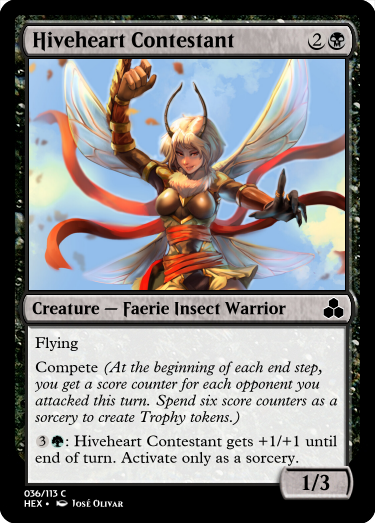 Hiveheart Contestant 2
Creature — Faerie Insect Warrior
Flying
Compete (At the beginning of each end step,
you get a score counter for each opponent you
attacked this turn. Spend six score counters as a
sorcery to create Trophy tokens.)
3 : Hiveheart Contestant gets +1/+1 until
end of turn. Activate only as a sorcery.
1/3
036/113 C
HEX • José Olivar